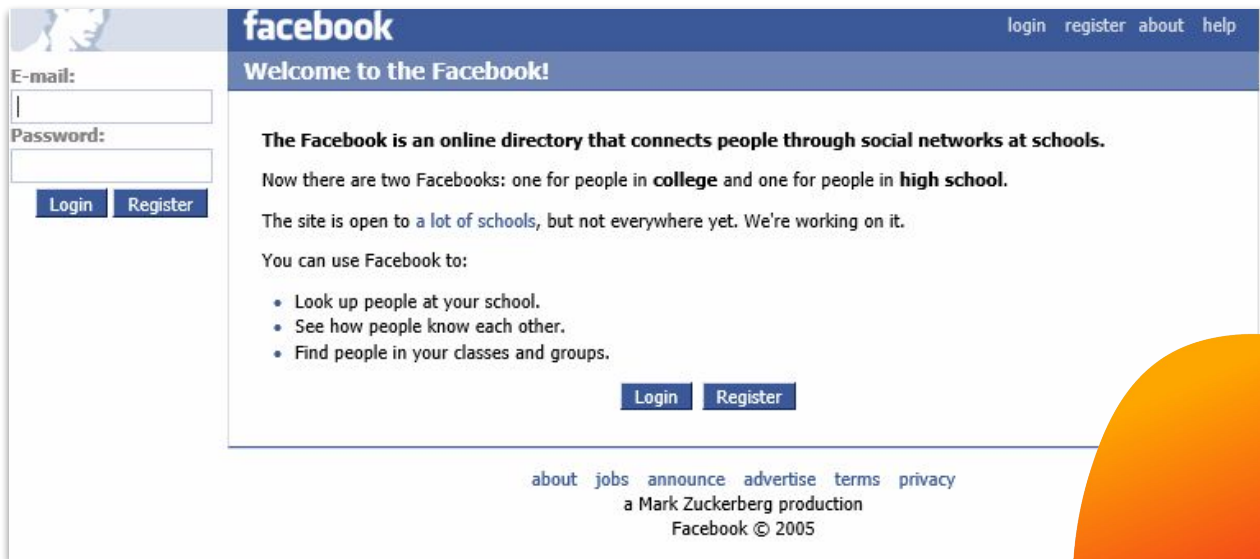 facebook
login register about help
Welcome to the Facebook!
E-mail:
Password:
Login Register
The Facebook is an online directory that connects people through social networks at schools.
Now there are two Facebooks: one for people in college and one for people in high school.
The site is open to a lot of schools, but not everywhere yet. We're working on it.
You can use Facebook to:
• Look up people at your school.
• See how people know each other.
• Find people in your classes and groups.
Login Register
about jobs announce advertise terms privacy
a Mark Zuckerberg production
Facebook © 2005